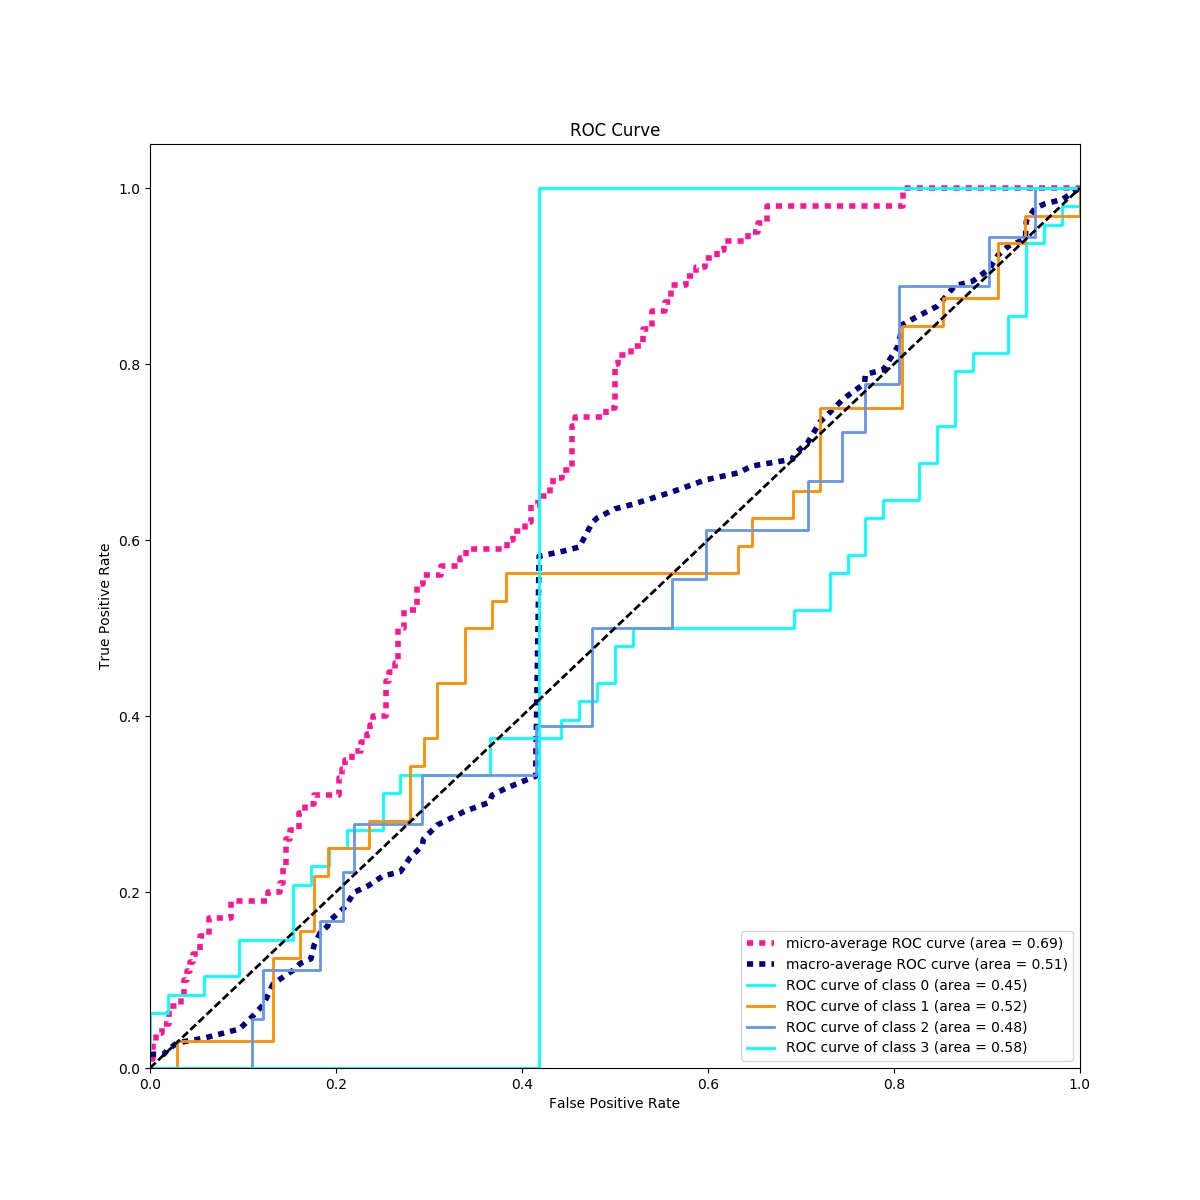 ROC Curve
1.0
0.8
0.6
0.4
0.2
0.0
True Positive Rate
0.0 0.2 0.4 0.6 0.8 1.0
False Positive Rate
micro-average ROC curve (area = 0.69)
macro-average ROC curve (area = 0.51)
ROC curve of class 0 (area = 0.45)
ROC curve of class 1 (area = 0.52)
ROC curve of class 2 (area = 0.48)
ROC curve of class 3 (area = 0.58)